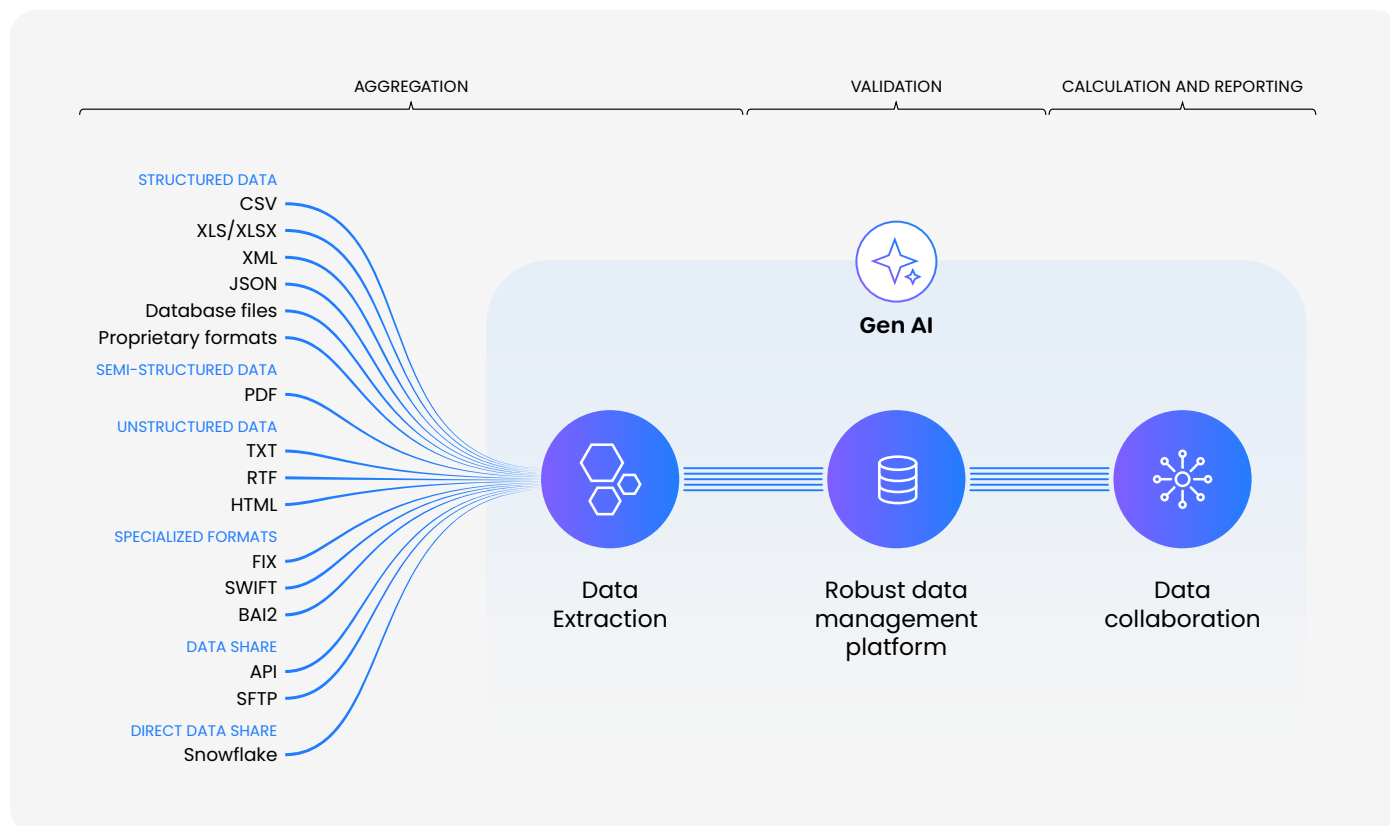 AGGREGATION
VALIDATION
CALCULATION AND REPORTING
STRUCTURED DATA
CSV
XLS/XLSX
XML
JSON
Database files
Proprietary formats
SEMI-STRUCTURED DATA
PDF
UNSTRUCTURED DATA
TXT
RTF
HTML
SPECIALIZED FORMATS
FIX
SWIFT
BAI2
DATA SHARE
API
SFTP
DIRECT DATA SHARE
Snowflake
Gen AI
Data
Extraction
Robust data
management
platform
Data
collaboration